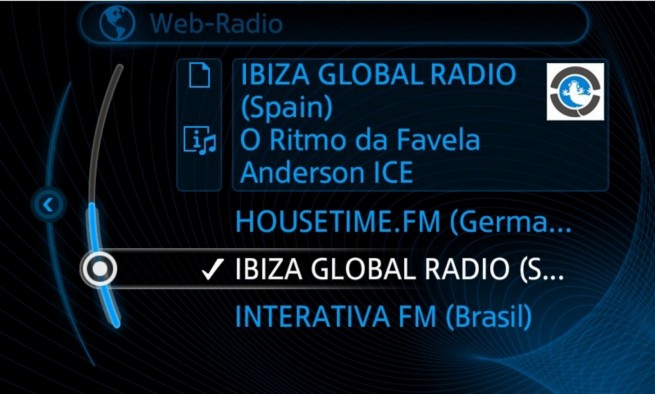 Web-Radio
IBIZA GLOBAL RADIO
(Spain)
O Ritmo da Favela
Anderson ICE
HOUSETIME.FM (Germa...
IBIZA GLOBAL RADIO (S...
INTERATIVA FM (Brasil)